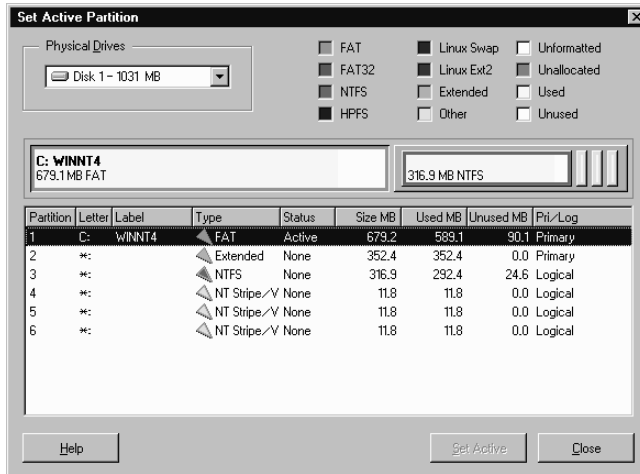 Set Active Partition
Physical Drives
Disk 1 - 1031 MB
FAT
FAT32
NTFS
HPFS
Linux Swap
Linux Ext2
Extended
Other
Unformatted
Unallocated
Used
Unused
C: WINNT4
679.1 MB FAT
316.9 MB NTFS
Partition Letter Label Type Status Size MB Used MB Unused MB Pri/Log
1 C: WINNT4 FAT Active 679.2 589.1 90.1 Primary
2 *: Extended None 352.4 352.4 0.0 Primary
3 *: NTFS None 316.9 292.4 24.6 Logical
4 *: NT Stripe/V None 11.8 11.8 0.0 Logical
5 *: NT Stripe/V None 11.8 11.8 0.0 Logical
6 *: NT Stripe/V None 11.8 11.8 0.0 Logical
Help
Set Active
Close